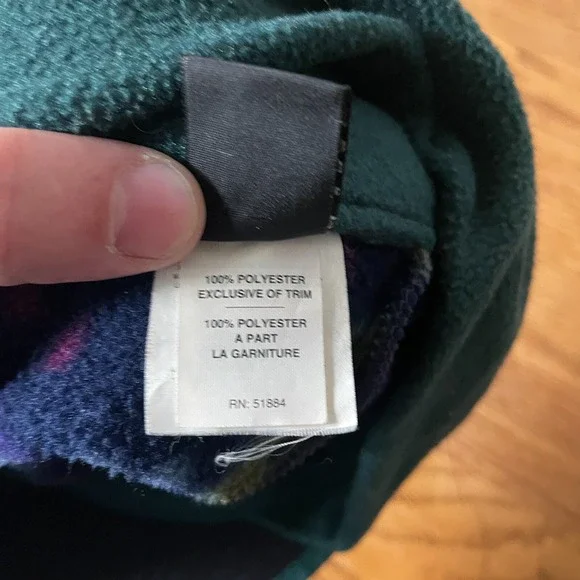 100% POLYESTER
EXCLUSIVE OF TRIM
100% POLYESTER
A PART
LA GARNITURE
RN: 51884